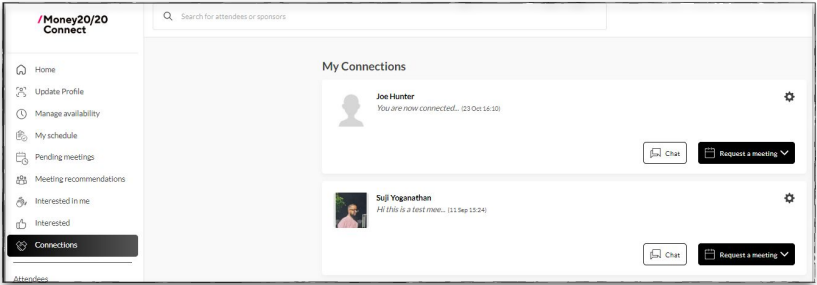 /Money20/20
Connect
Search for attendees or sponsors
Home
Update Profile
Manage availability
My schedule
Pending meetings
Meeting recommendations
Interested in me
Interested
Connections
Attendees
My Connections
Joe Hunter
You are now connected... (23 Oct 16:10)
Chat
Request a meeting
Suji Yoganathan
Hi this is a test mee... (11 Sep 15:24)
Chat
Request a meeting